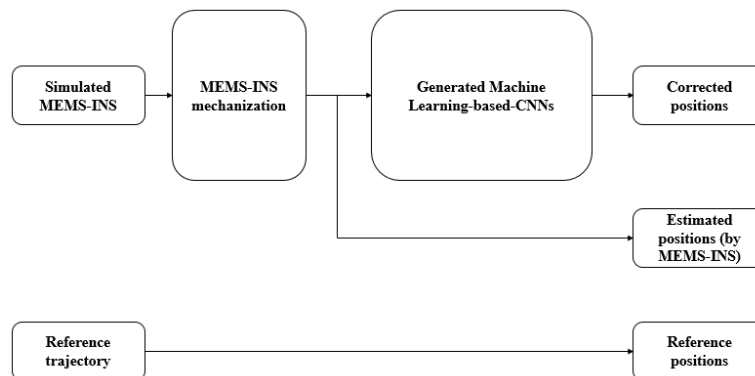 Simulated
MEMS-INS
MEMS-INS
mechanization
Generated Machine
Learning-based-CNNs
Corrected
positions
Estimated
positions (by
MEMS-INS)
Reference
trajectory
Reference
positions